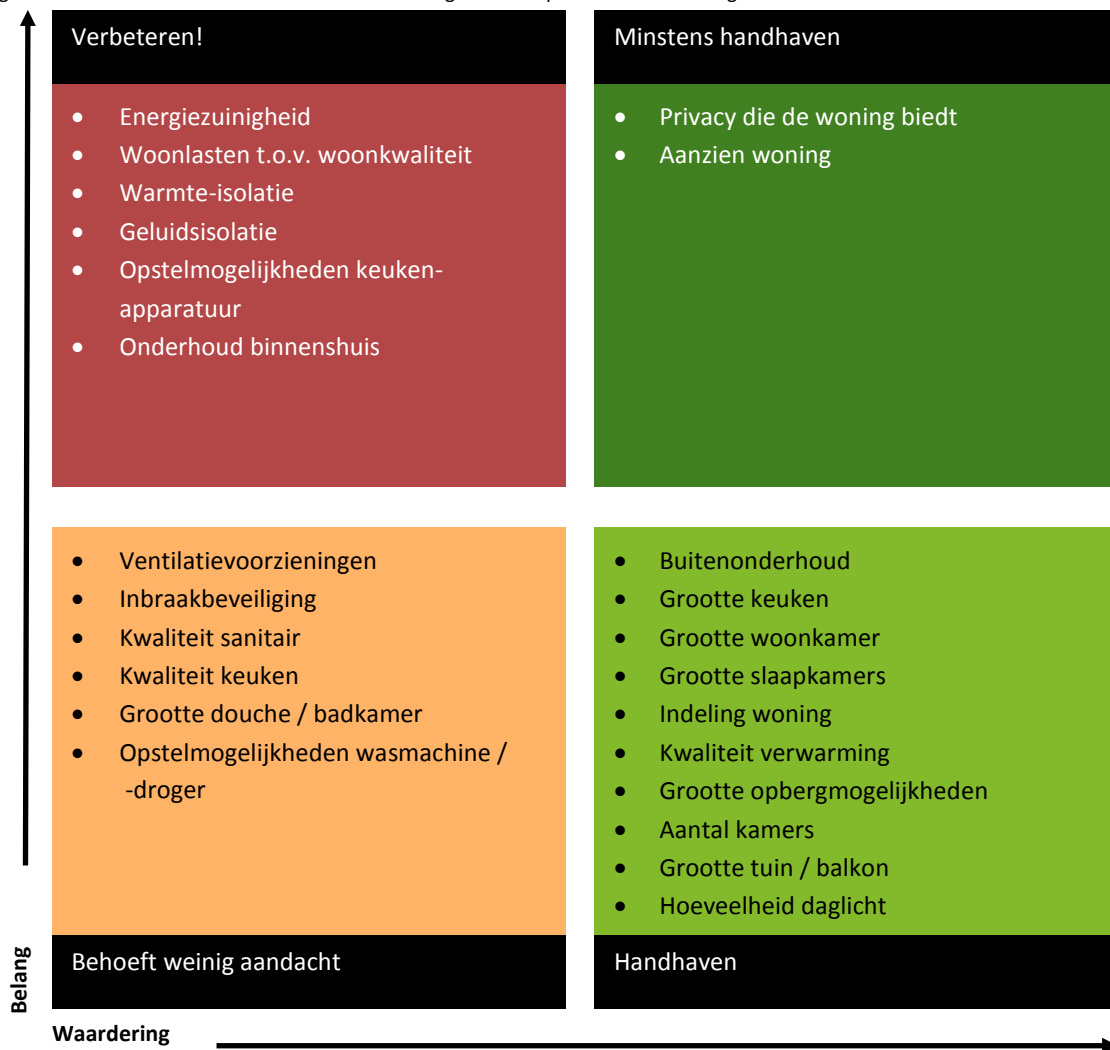 Verbeteren!
• Energiezuinigheid
• Woonlasten t.o.v. woonkwaliteit
• Warmte-isolatie
• Geluidsisolatie
• Opstelmogelijkheden keuken-
apparatuur
• Onderhoud binnenshuis
Minstens handhaven
• Privacy die de woning biedt
• Aanzien woning
• Ventilatievoorzieningen
• Inbraakbeveiliging
• Kwaliteit sanitair
• Kwaliteit keuken
• Grootte douche / badkamer
• Opstelmogelijkheden wasmachine /
-droger
Behoeft weinig aandacht
• Buitenonderhoud
• Grootte keuken
• Grootte woonkamer
• Grootte slaapkamers
• Indeling woning
• Kwaliteit verwarming
• Grootte opbergmogelijkheden
• Aantal kamers
• Grootte tuin / balkon
• Hoeveelheid daglicht
Handhaven
Belang
Waardering